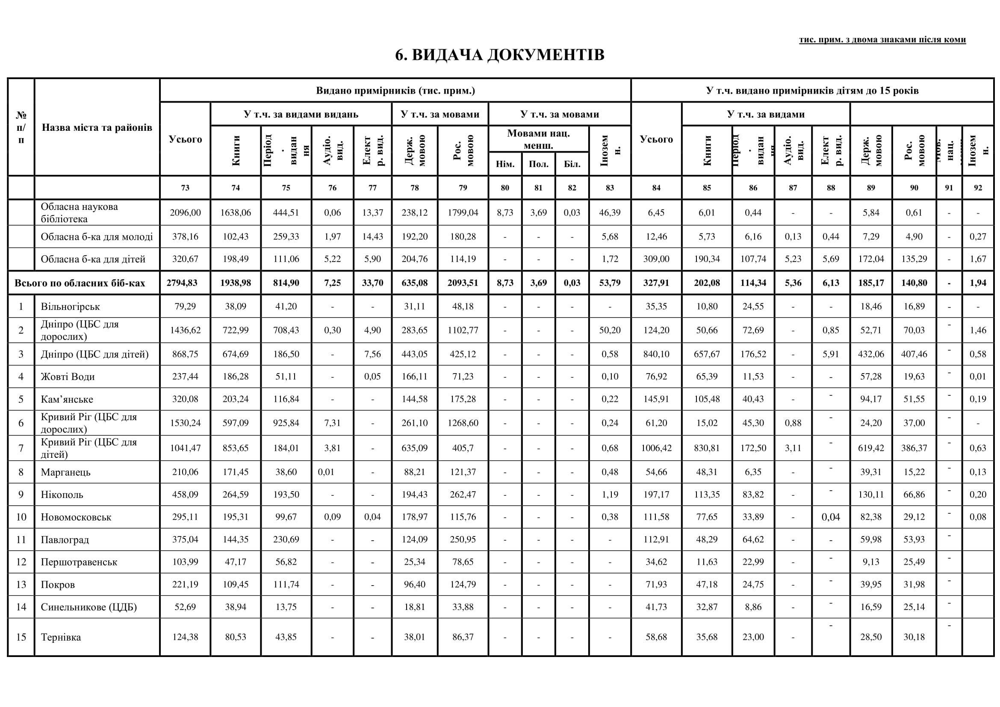 тис. прим. з двома знаками після коми
6. ВИДАЧА ДОКУМЕНТІВ
№ п/п Назва міста та районів Видано примірників (тис. прим.) У т.ч. видано примірників дітям до 15 років
Усього У т.ч. за видами видань У т.ч. за мовами У т.ч. за мовами Усього У т.ч. за видами
Книги Період. видання Аудіо. вид. Електр. вид. Держ. мовою Рос. мовою Мовами нац. менш. Інозем н. Книги Період. видання Аудіо. вид. Електр. вид. Держ. мовою Рос. мовою Мов. нац. Інозем н.
Нім. Пол. Біл.
73 74 75 76 77 78 79 80 81 82 83 84 85 86 87 88 89 90 91 92
Обласна наукова
бібліотека 2096,00 1638,06 444,51 0,06 13,37 238,12 1799,04 8,73 3,69 0,03 46,39 6,45 6,01 0,44 - - 5,84 0,61 - -
Обласна б-ка для молоді 378,16 102,43 259,33 1,97 14,43 192,20 180,28 - - - 5,68 12,46 5,73 6,16 0,13 0,44 7,29 4,90 - 0,27
Обласна б-ка для дітей 320,67 198,49 111,06 5,22 5,90 204,76 114,19 - - - 1,72 309,00 190,34 107,74 5,23 5,69 172,04 135,29 - 1,67
Всього по обласних біб-ках 2794,83 1938,98 814,90 7,25 33,70 635,08 2093,51 8,73 3,69 0,03 53,79 327,91 202,08 114,34 5,36 6,13 185,17 140,80 - 1,94
1 Вільногірськ 79,29 38,09 41,20 - - 31,11 48,18 - - - - 35,35 10,80 24,55 - - 18,46 16,89 - -
2 Дніпро (ЦБС для
дорослих) 1436,62 722,99 708,43 0,30 4,90 283,65 1102,77 - - - 50,20 124,20 50,66 72,69 - 0,85 52,71 70,03 - 1,46
3 Дніпро (ЦБС для дітей) 868,75 674,69 186,50 - 7,56 443,05 425,12 - - - 0,58 840,10 657,67 176,52 - 5,91 432,06 407,46 - 0,58
4 Жовті Води 237,44 186,28 51,11 - 0,05 166,11 71,23 - - - 0,10 76,92 65,39 11,53 - - 57,28 19,63 - 0,01
5 Кам’янське 320,08 203,24 116,84 - - 144,58 175,28 - - - 0,22 145,91 105,48 40,43 - - 94,17 51,55 - 0,19
6 Кривий Ріг (ЦБС для
дорослих) 1530,24 597,09 925,84 7,31 - 261,10 1268,60 - - - 0,24 61,20 15,02 45,30 0,88 - 24,20 37,00 - -
7 Кривий Ріг (ЦБС для
дітей) 1041,47 853,65 184,01 3,81 - 635,09 405,7 - - - 0,68 1006,42 830,81 172,50 3,11 - 619,42 386,37 - 0,63
8 Марганець 210,06 171,45 38,60 0,01 - 88,21 121,37 - - - 0,48 54,66 48,31 6,35 - - 39,31 15,22 - 0,13
9 Нікополь 458,09 264,59 193,50 - - 194,43 262,47 - - - 1,19 197,17 113,35 83,82 - - 130,11 66,86 - 0,20
10 Новомосковськ 295,11 195,31 99,67 0,09 0,04 178,97 115,76 - - - 0,38 111,58 77,65 33,89 - 0,04 82,38 29,12 - 0,08
11 Павлоград 375,04 144,35 230,69 - - 124,09 250,95 - - - - 112,91 48,29 64,62 - - 59,98 53,93 -
12 Першотравенськ 103,99 47,17 56,82 - - 25,34 78,65 - - - - 34,62 11,63 22,99 - - 9,13 25,49 -
13 Покров 221,19 109,45 111,74 - - 96,40 124,79 - - - - 71,93 47,18 24,75 - - 39,95 31,98 -
14 Синельникове (ЦДБ) 52,69 38,94 13,75 - - 18,81 33,88 - - - - 41,73 32,87 8,86 - - 16,59 25,14 -
15 Тернівка 124,38 80,53 43,85 - - 38,01 86,37 - - - - 58,68 35,68 23,00 - - 28,50 30,18 -